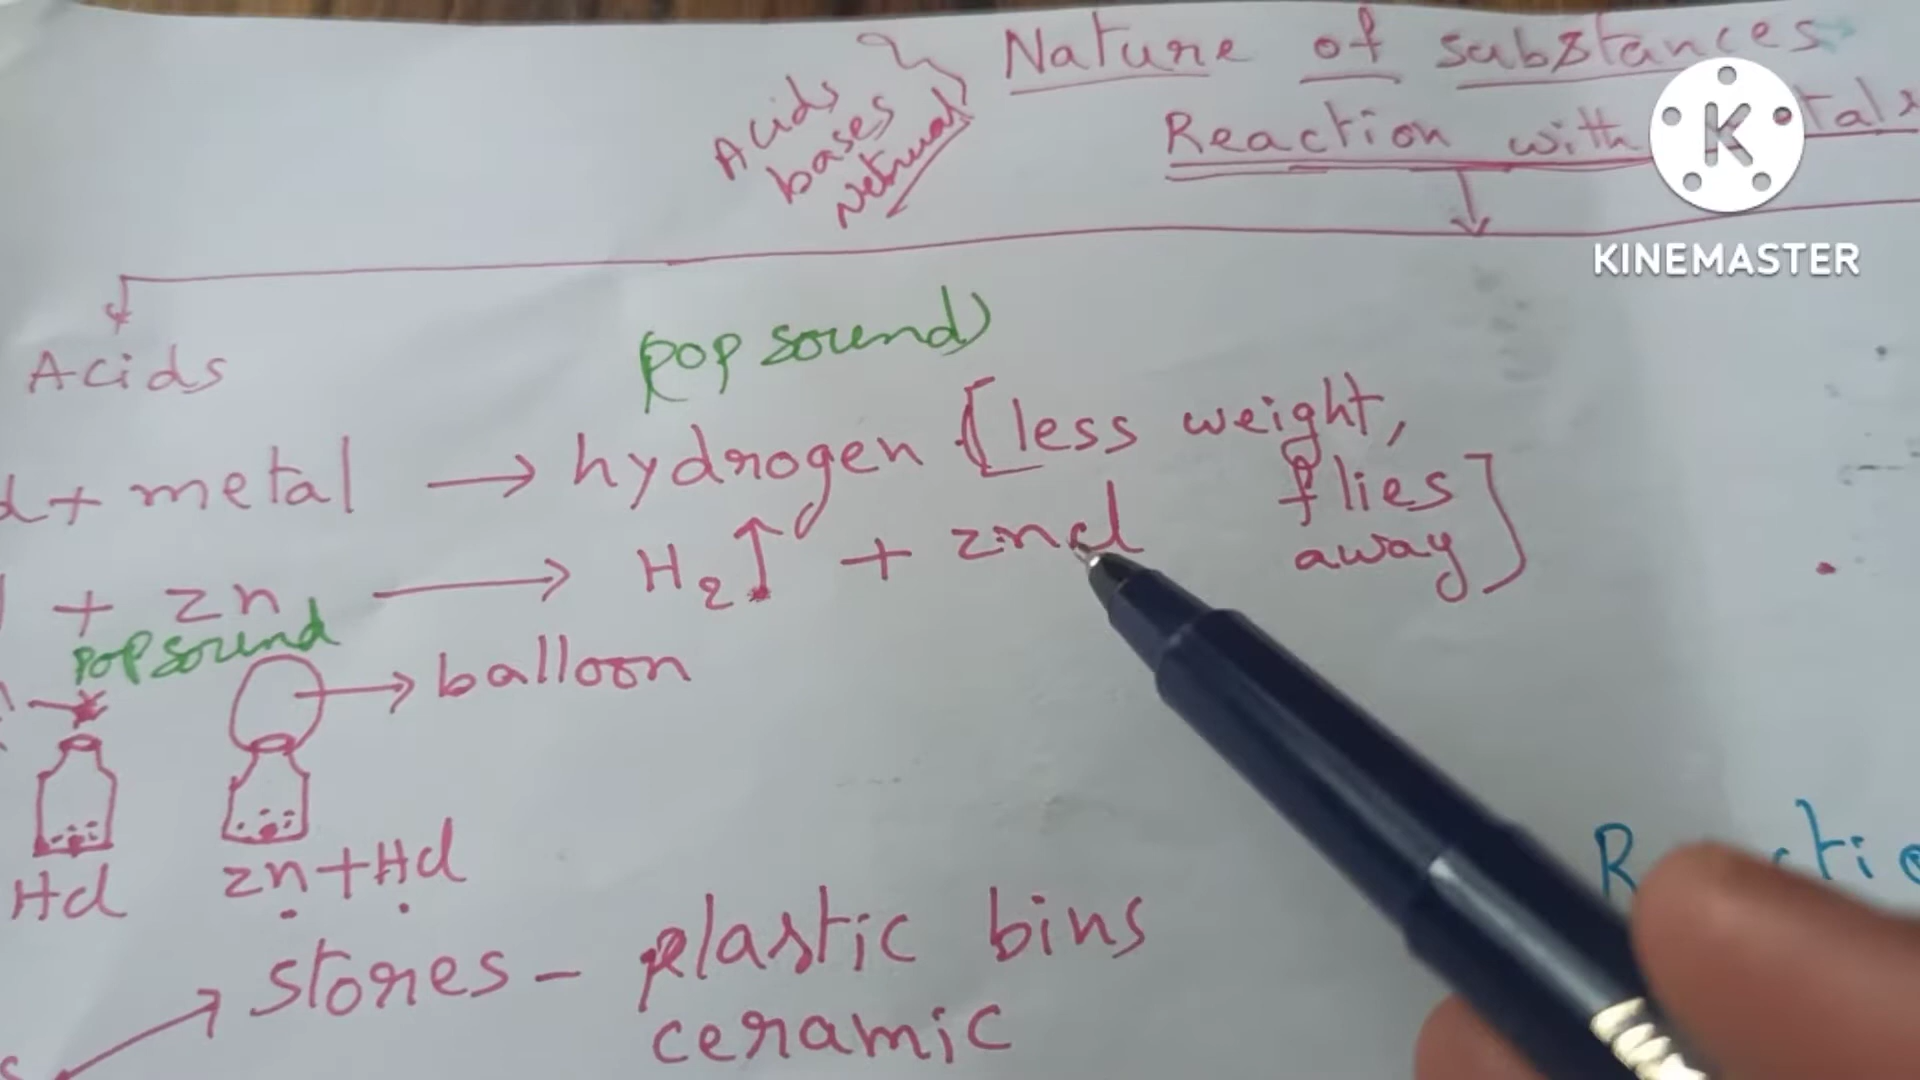 Nature of substances
Acids
bases
Netrual
Reaction with
KINEMASTER
Acids
pop sound
+ metal → hydrogen [less weight,
flies
away]
+ zn → H2↑ + zncl
pop sound
balloon
Hcl
zn + Hcl
stores - plastic bins
ceramic